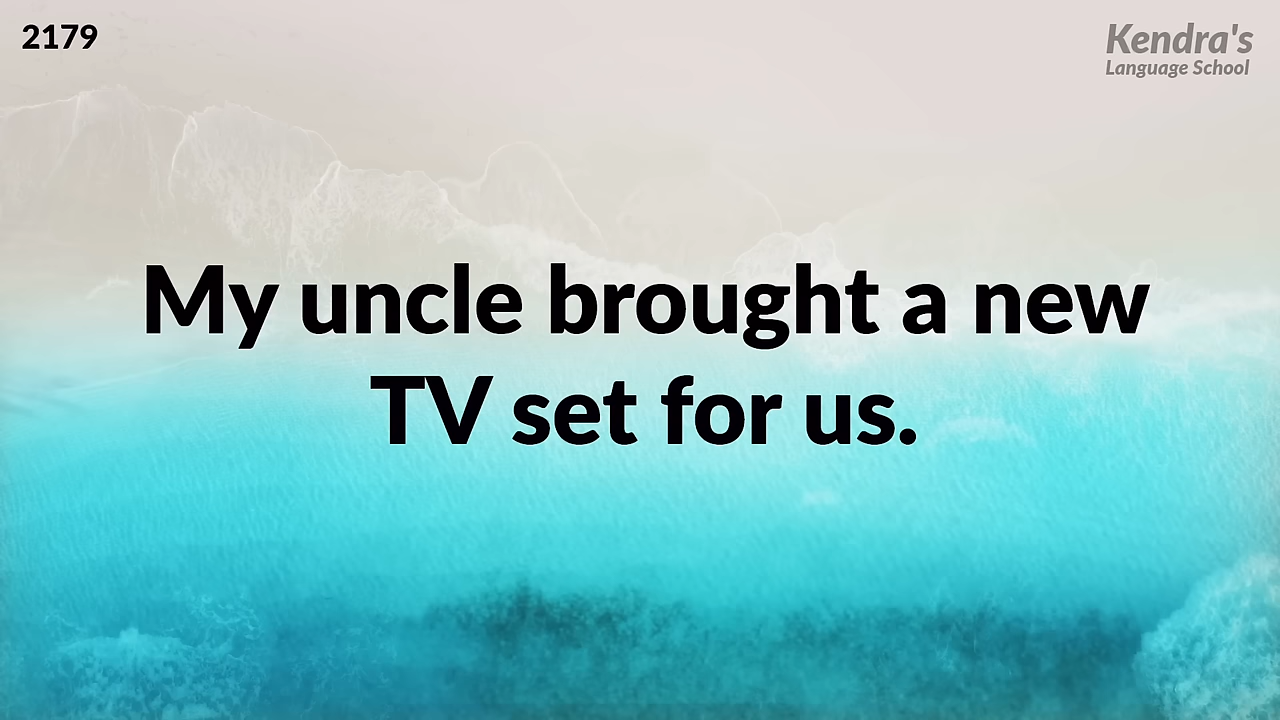 2179
Kendra's
Language School
My uncle brought a new
TV set for us.